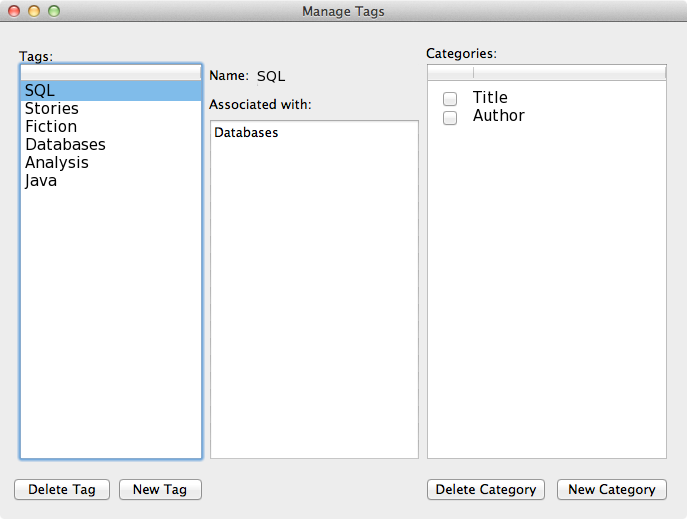 Manage Tags
Tags:
SQL
Stories
Fiction
Databases
Analysis
Java
Name: SQL
Associated with:
Databases
Categories:
Title
Author
Delete Tag
New Tag
Delete Category
New Category